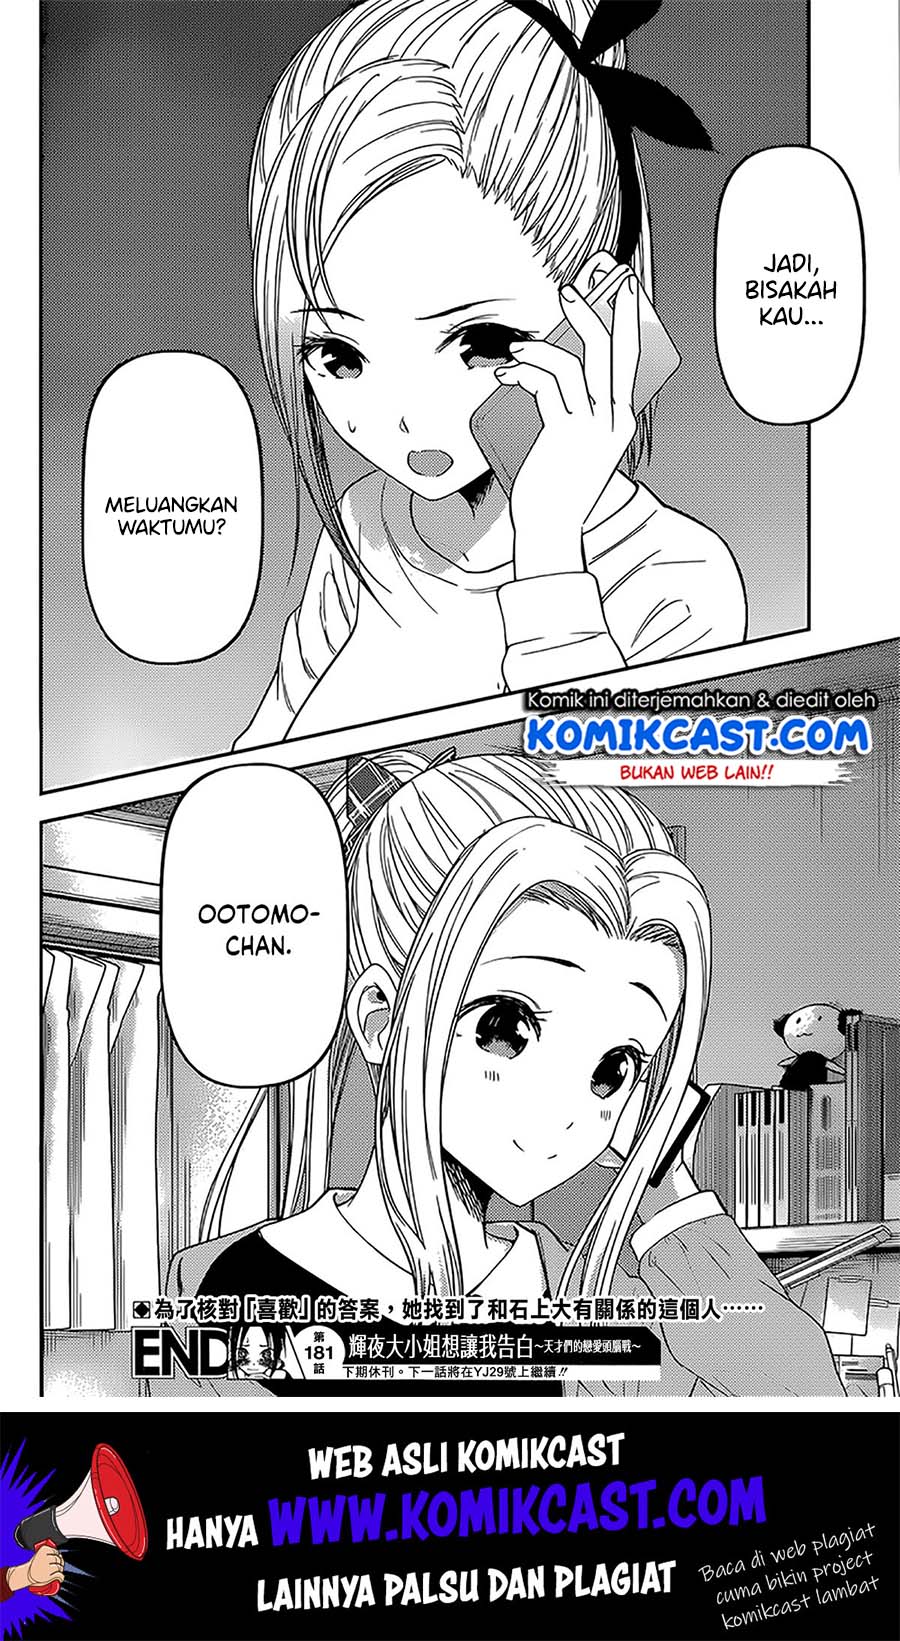 JADI,
BISAKAH
KAU...
MELUANGKAN
WAKTUMU?
Komik ini diterjemahkan & diedit oleh
KOMIKCAST.COM
BUKAN WEB LAIN!!
OOTOMO-
CHAN.
為了核對「喜歡」的答案，她找到了和石上大有關係的這個人……
END
第
181
話
輝夜大小姐想讓我告白～天才們的戀愛頭腦戰～
下期休刊。下一話將在YJ29號上繼續!!
WEB ASLI KOMIKCAST
HANYA WWW.KOMIKCAST.COM
LAINNYA PALSU DAN PLAGIAT
Baca di web plagiat
cuma bikin project
komikcast lambat